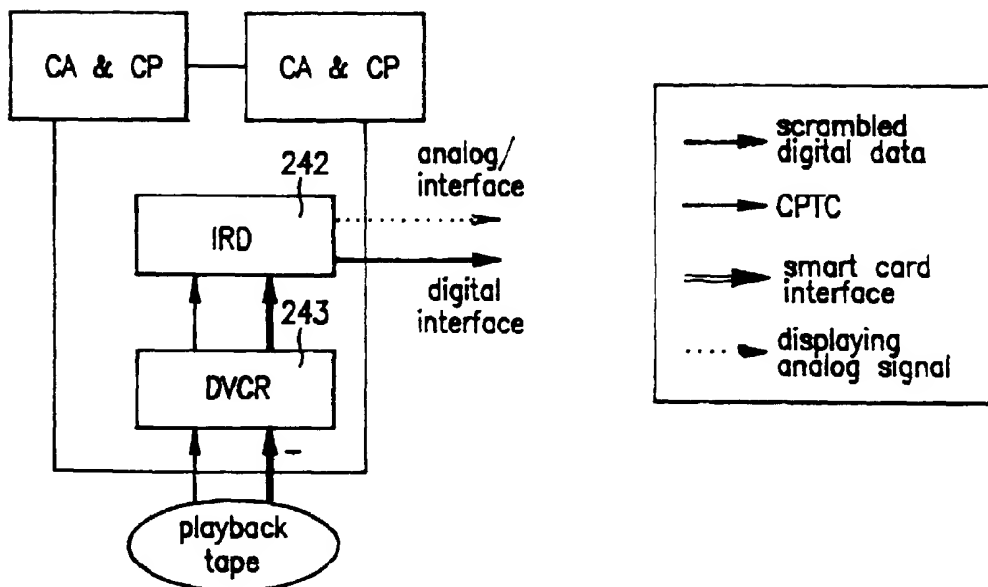 CA & CP
CA & CP
242
analog/
interface
IRD
digital
interface
243
DVCR
playback
tape
scrambled
digital data
CPTC
smart card
interface
displaying
analog signal